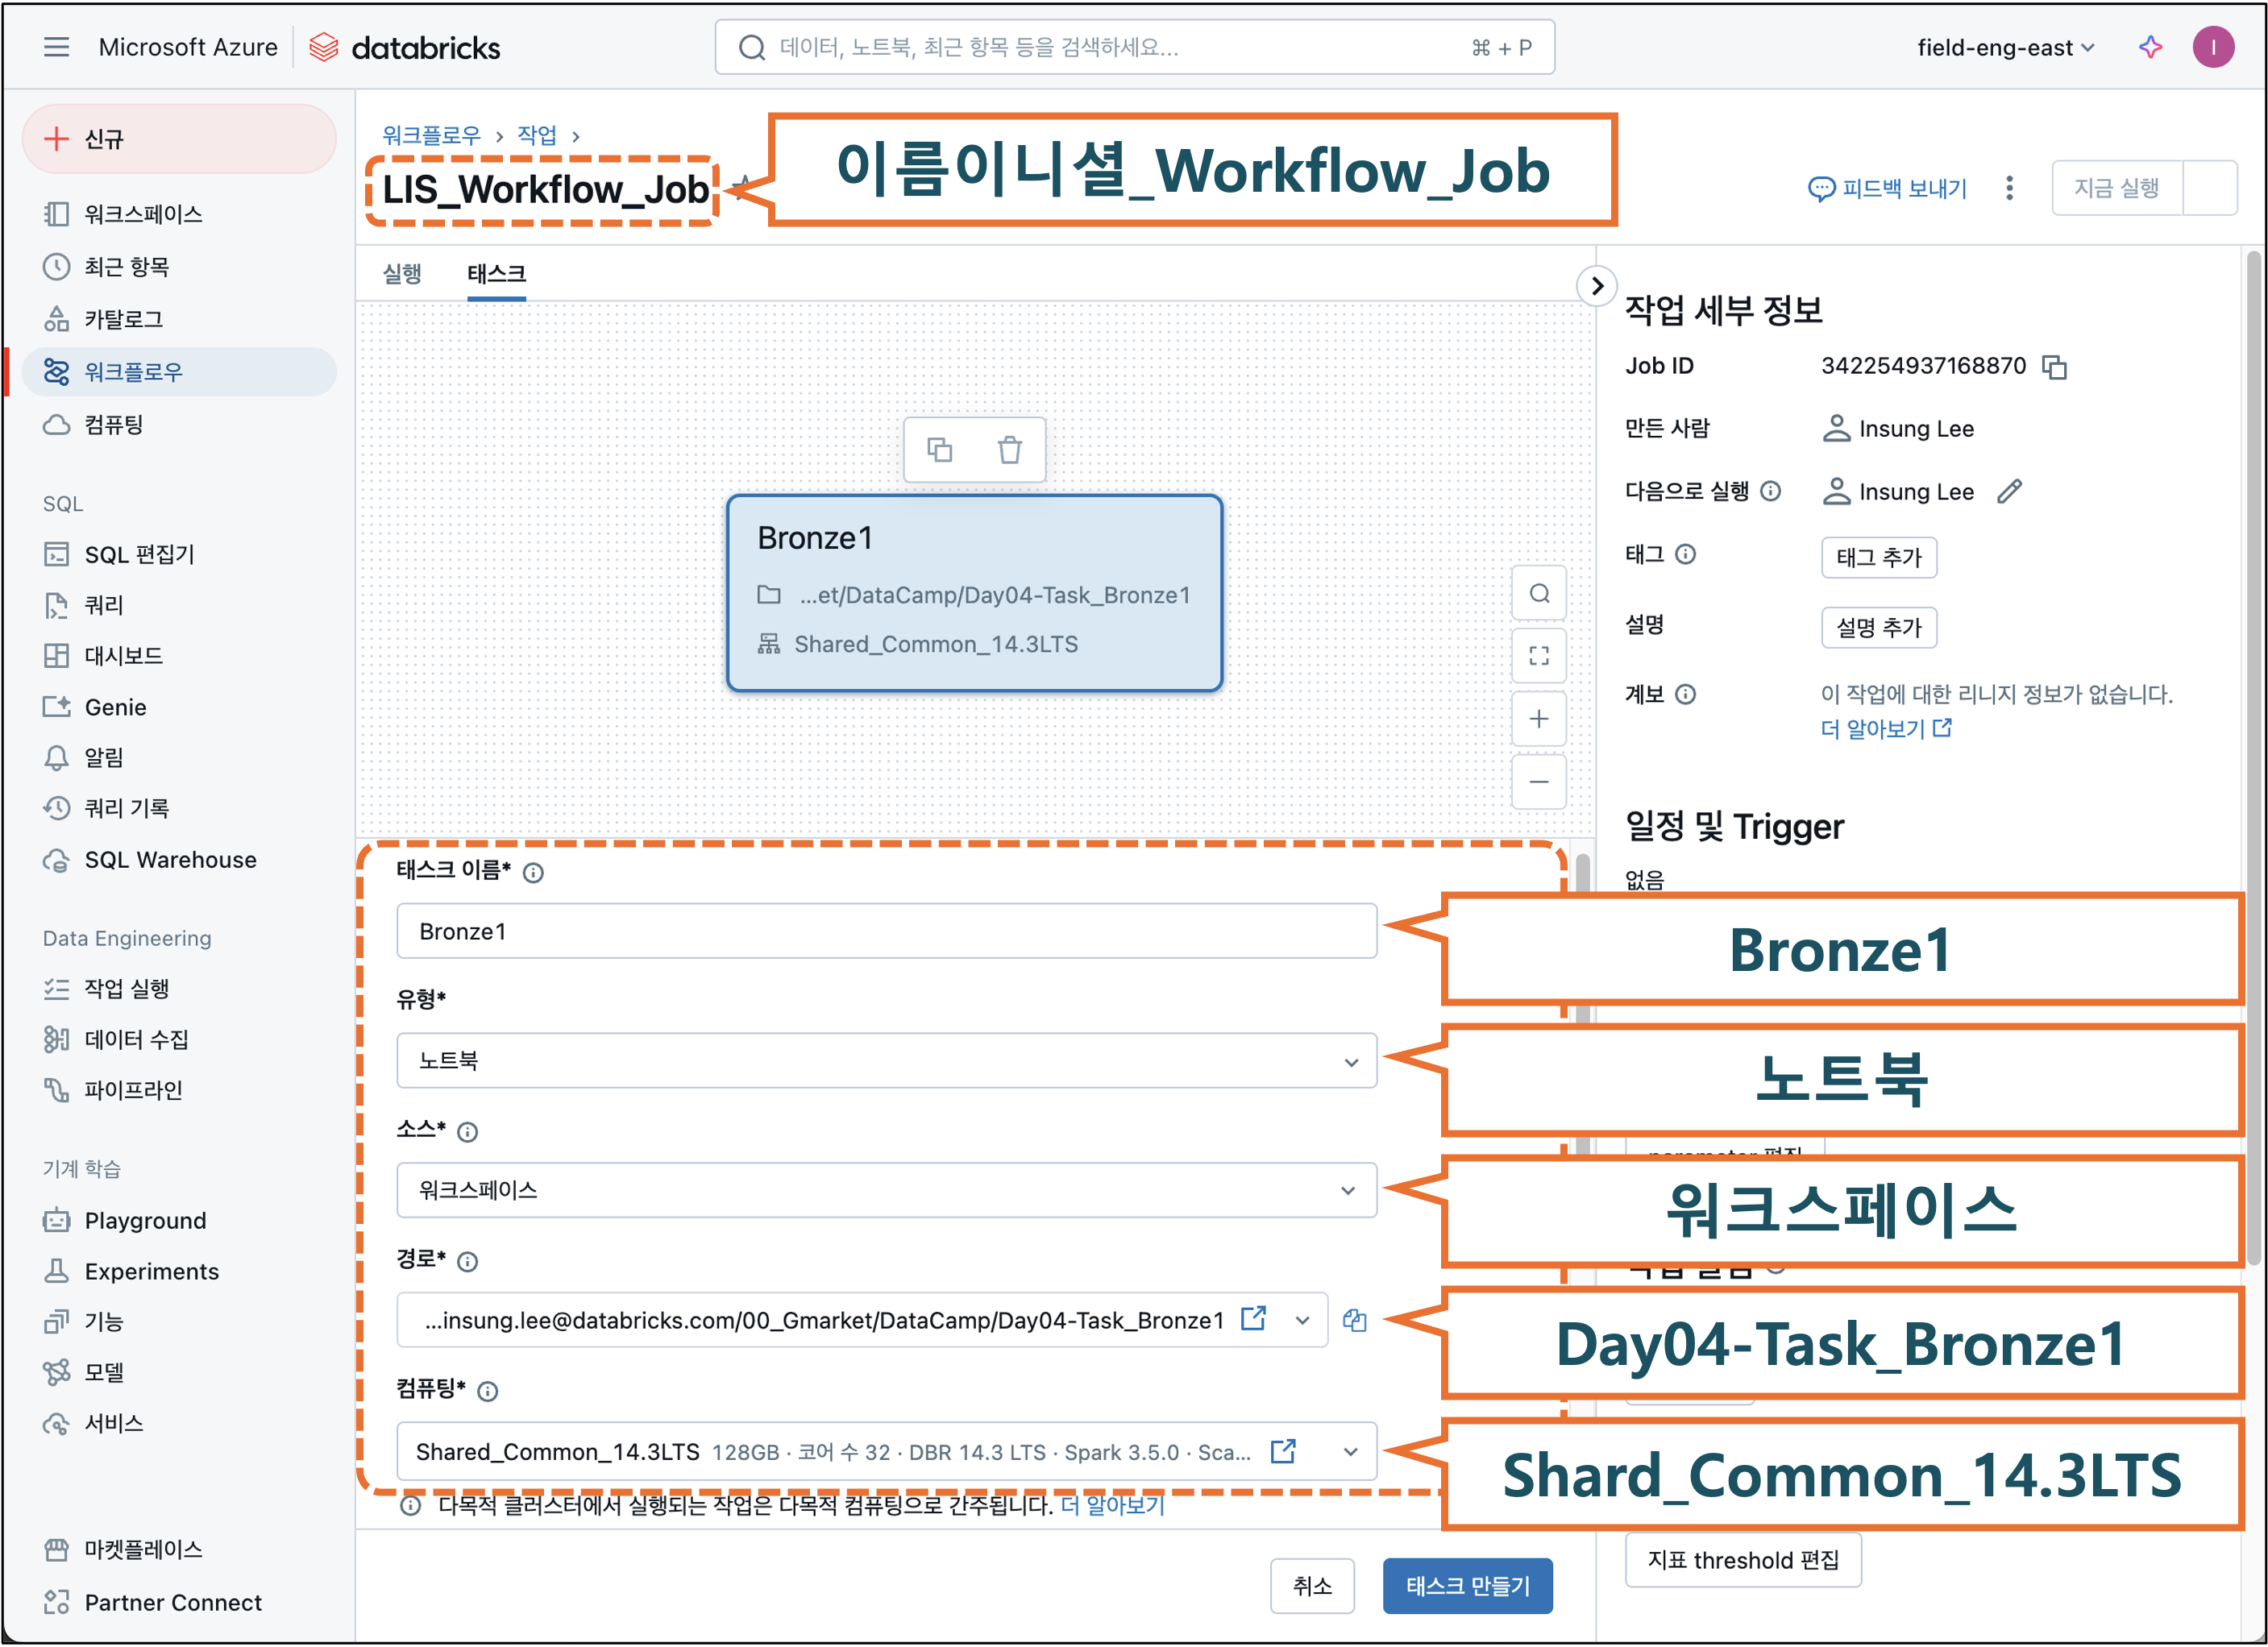 Microsoft Azure
databricks
데이터, 노트북, 최근 항목 등을 검색하세요...
⌘ + P
field-eng-east
I
신규
워크스페이스
최근 항목
카탈로그
워크플로우
컴퓨팅
SQL
SQL 편집기
쿼리
대시보드
Genie
알림
쿼리 기록
SQL Warehouse
Data Engineering
작업 실행
데이터 수집
파이프라인
기계 학습
Playground
Experiments
기능
모델
서비스
마켓플레이스
Partner Connect
워크플로우 › 작업 ›
LIS_Workflow_Job
이름이니셜_Workflow_Job
피드백 보내기
지금 실행
실행
태스크
Bronze1
...et/DataCamp/Day04-Task_Bronze1
Shared_Common_14.3LTS
태스크 이름*
Bronze1
Bronze1
유형*
노트북
노트북
소스*
워크스페이스
워크스페이스
경로*
...insung.lee@databricks.com/00_Gmarket/DataCamp/Day04-Task_Bronze1
Day04-Task_Bronze1
컴퓨팅*
Shared_Common_14.3LTS 128GB · 코어 수 32 · DBR 14.3 LTS · Spark 3.5.0 · Sca...
Shard_Common_14.3LTS
다목적 클러스터에서 실행되는 작업은 다목적 컴퓨팅으로 간주됩니다. 더 알아보기
취소
태스크 만들기
작업 세부 정보
Job ID
342254937168870
만든 사람
Insung Lee
다음으로 실행
Insung Lee
태그
태그 추가
설명
설명 추가
계보
이 작업에 대한 리니지 정보가 없습니다.
더 알아보기
일정 및 Trigger
없음
지표 threshold 편집